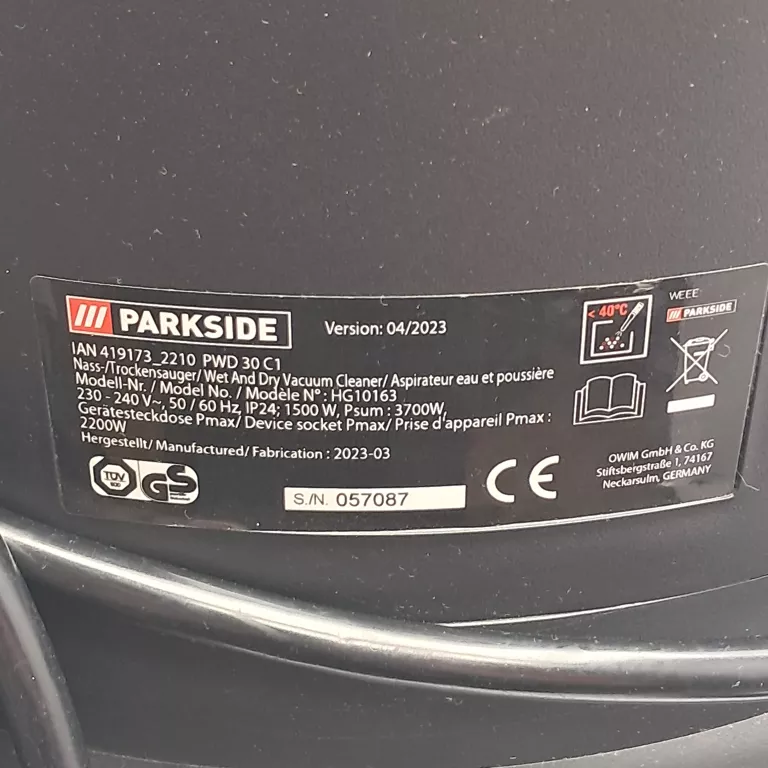 PARKSIDE
Version: 04/2023
IAN 419173_2210 PWD 30 C1
Nass-/Trockensauger/ Wet And Dry Vacuum Cleaner/ Aspirateur eau et poussière
Modell-Nr. / Model No. / Modèle N° : HG10163
230 - 240 V~, 50 / 60 Hz, IP24; 1500 W, Psum : 3700W,
Gerätesteckdose Pmax/ Device socket Pmax/ Prise d'appareil Pmax :
2200W
Hergestellt/ Manufactured/ Fabrication : 2023-03
TÜV
GS
S./N. 057087
CE
< 40°C
WEEE
PARKSIDE
OWIM GmbH & Co. KG
Stiftsbergstraße 1, 74167
Neckarsulm, GERMANY